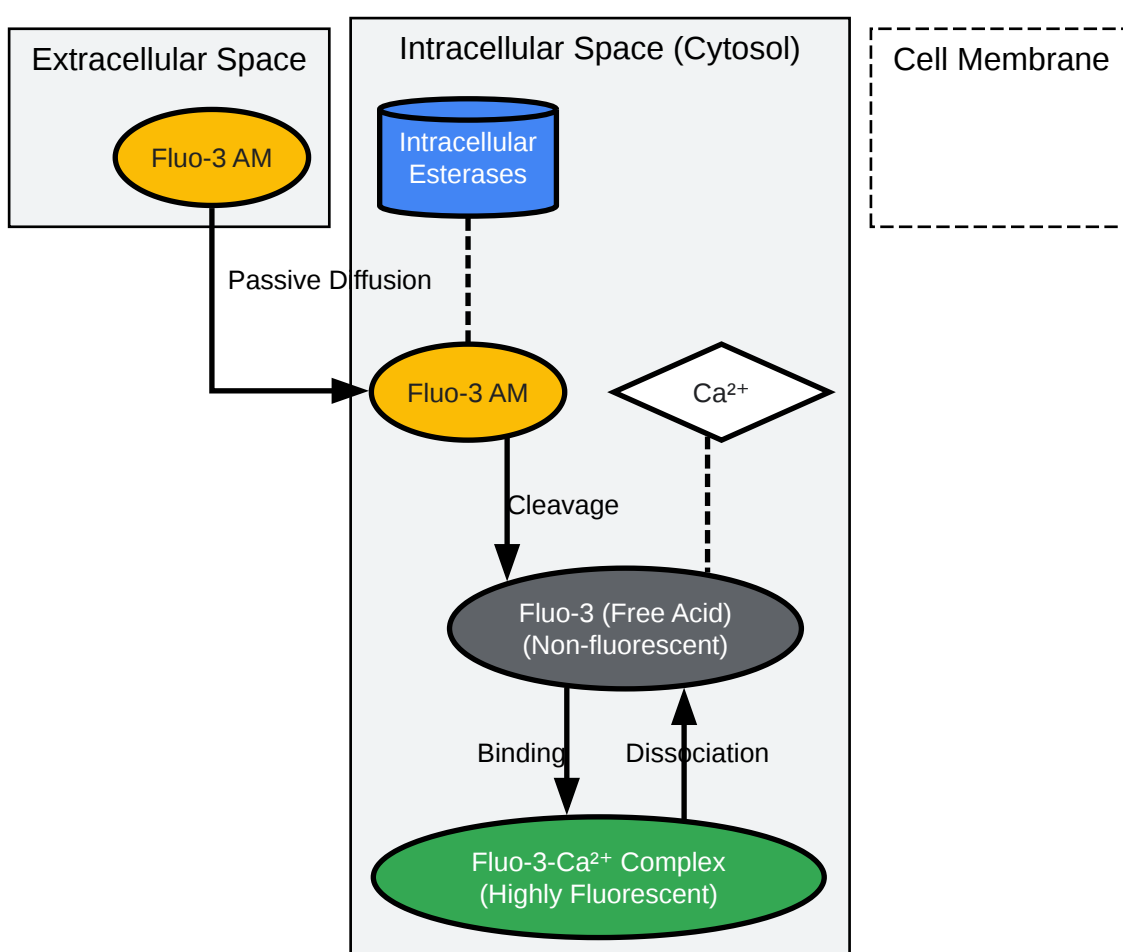 Extracellular Space
Intracellular Space (Cytosol)
Cell Membrane
Fluo-3 AM
Intracellular
Esterases
Passive Diffusion
Fluo-3 AM
Ca²⁺
Cleavage
Fluo-3 (Free Acid)
(Non-fluorescent)
Binding
Dissociation
Fluo-3-Ca²⁺ Complex
(Highly Fluorescent)